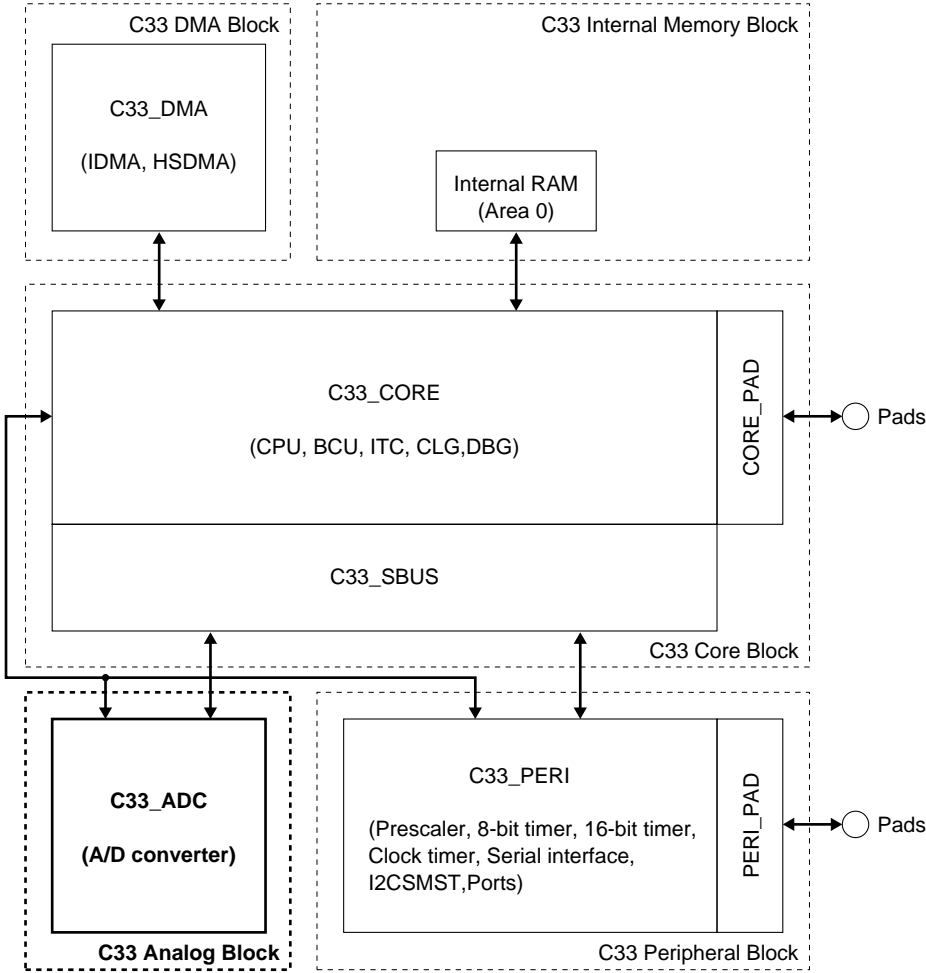 C33 DMA Block
C33 Internal Memory Block
C33_DMA
(IDMA, HSDMA)
Internal RAM
(Area 0)
C33_CORE
(CPU, BCU, ITC, CLG,DBG)
CORE_PAD
Pads
C33_SBUS
C33 Core Block
C33_ADC
(A/D converter)
C33 Analog Block
C33_PERI
(Prescaler, 8-bit timer, 16-bit timer,
Clock timer, Serial interface,
I2CSMST,Ports)
PERI_PAD
Pads
C33 Peripheral Block